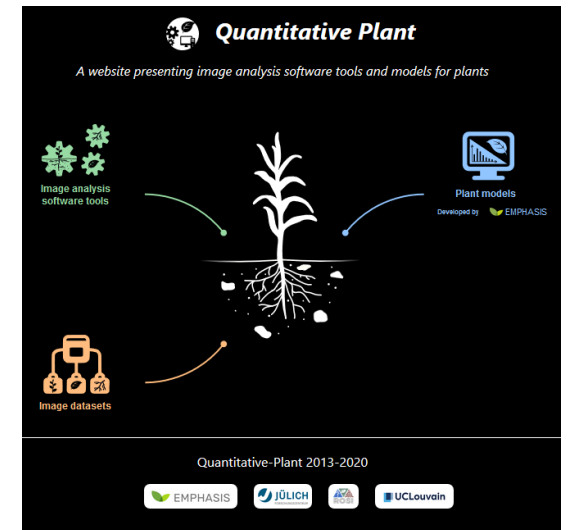 Quantitative Plant
A website presenting image analysis software tools and models for plants
Image analysis
software tools
Plant models
Developed by EMPHASIS
Image datasets
Quantitative-Plant 2013-2020
EMPHASIS
JÜLICH
ROSI
UCLouvain